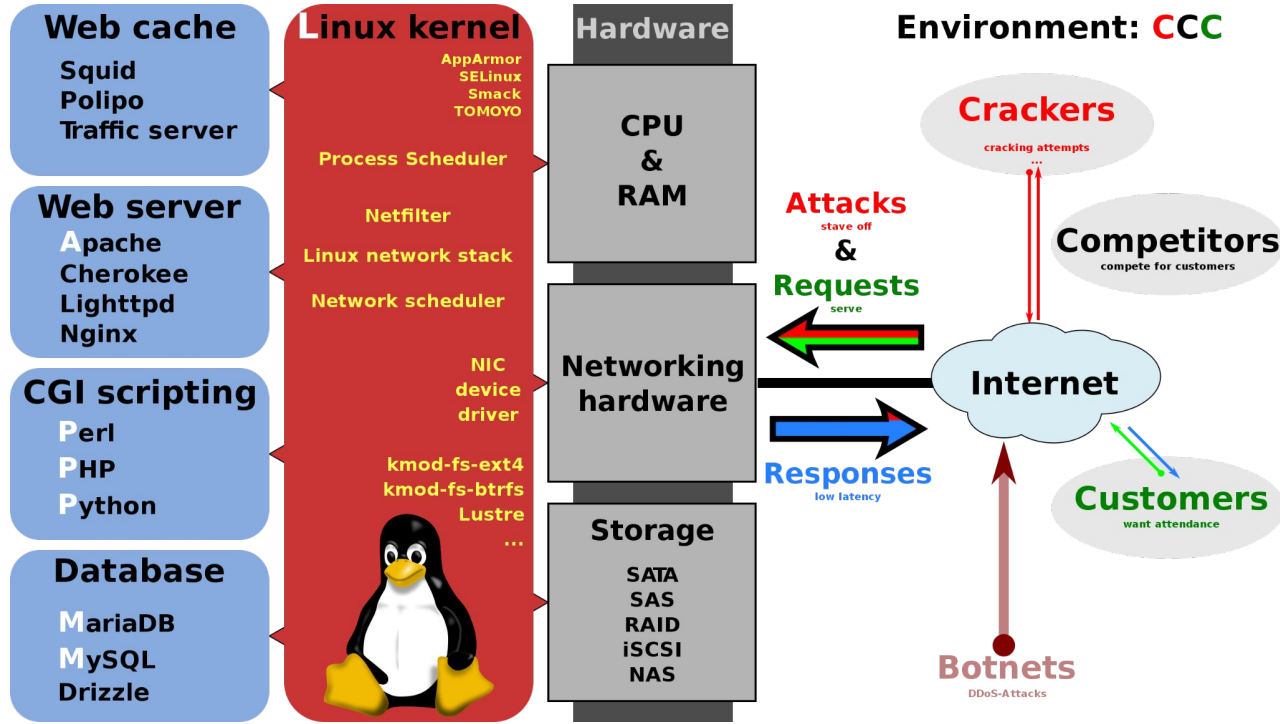 Web cache
Squid
Polipo
Traffic server
Web server
Apache
Cherokee
Lighttpd
Nginx
CGI scripting
Perl
PHP
Python
Database
MariaDB
MySQL
Drizzle
Linux kernel
AppArmor
SELinux
Smack
TOMOYO
Process Scheduler
Netfilter
Linux network stack
Network scheduler
NIC
device
driver
kmod-fs-ext4
kmod-fs-btrfs
Lustre
...
Hardware
CPU
&
RAM
Networking
hardware
Storage
SATA
SAS
RAID
iSCSI
NAS
Environment: CCC
Crackers
cracking attempts
...
Attacks
stave off
&
Requests
serve
Competitors
compete for customers
Internet
Responses
low latency
Customers
want attendance
Botnets
DDoS-Attacks